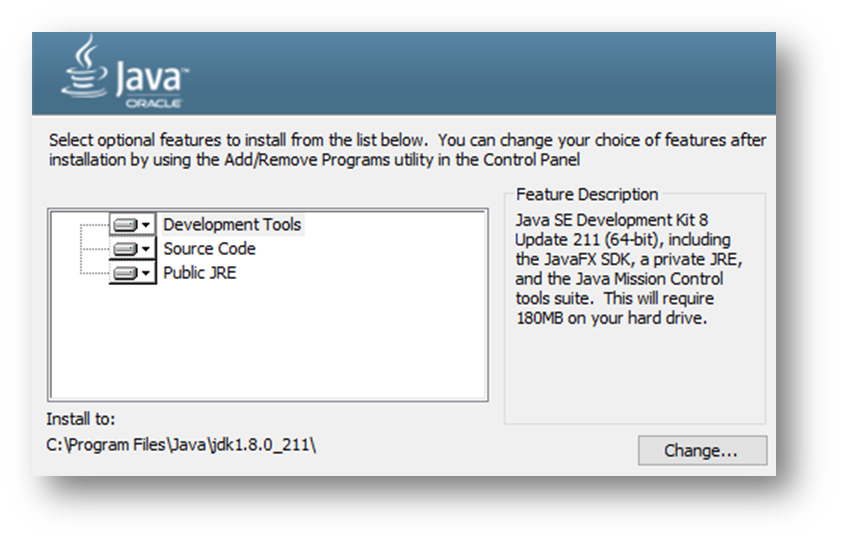 Java™
ORACLE
Select optional features to install from the list below.  You can change your choice of features after
installation by using the Add/Remove Programs utility in the Control Panel
Feature Description
Development Tools
Source Code
Public JRE
Java SE Development Kit 8
Update 211 (64-bit), including
the JavaFX SDK, a private JRE,
and the Java Mission Control
tools suite.  This will require
180MB on your hard drive.
Install to:
C:\Program Files\Java\jdk1.8.0_211\
Change...